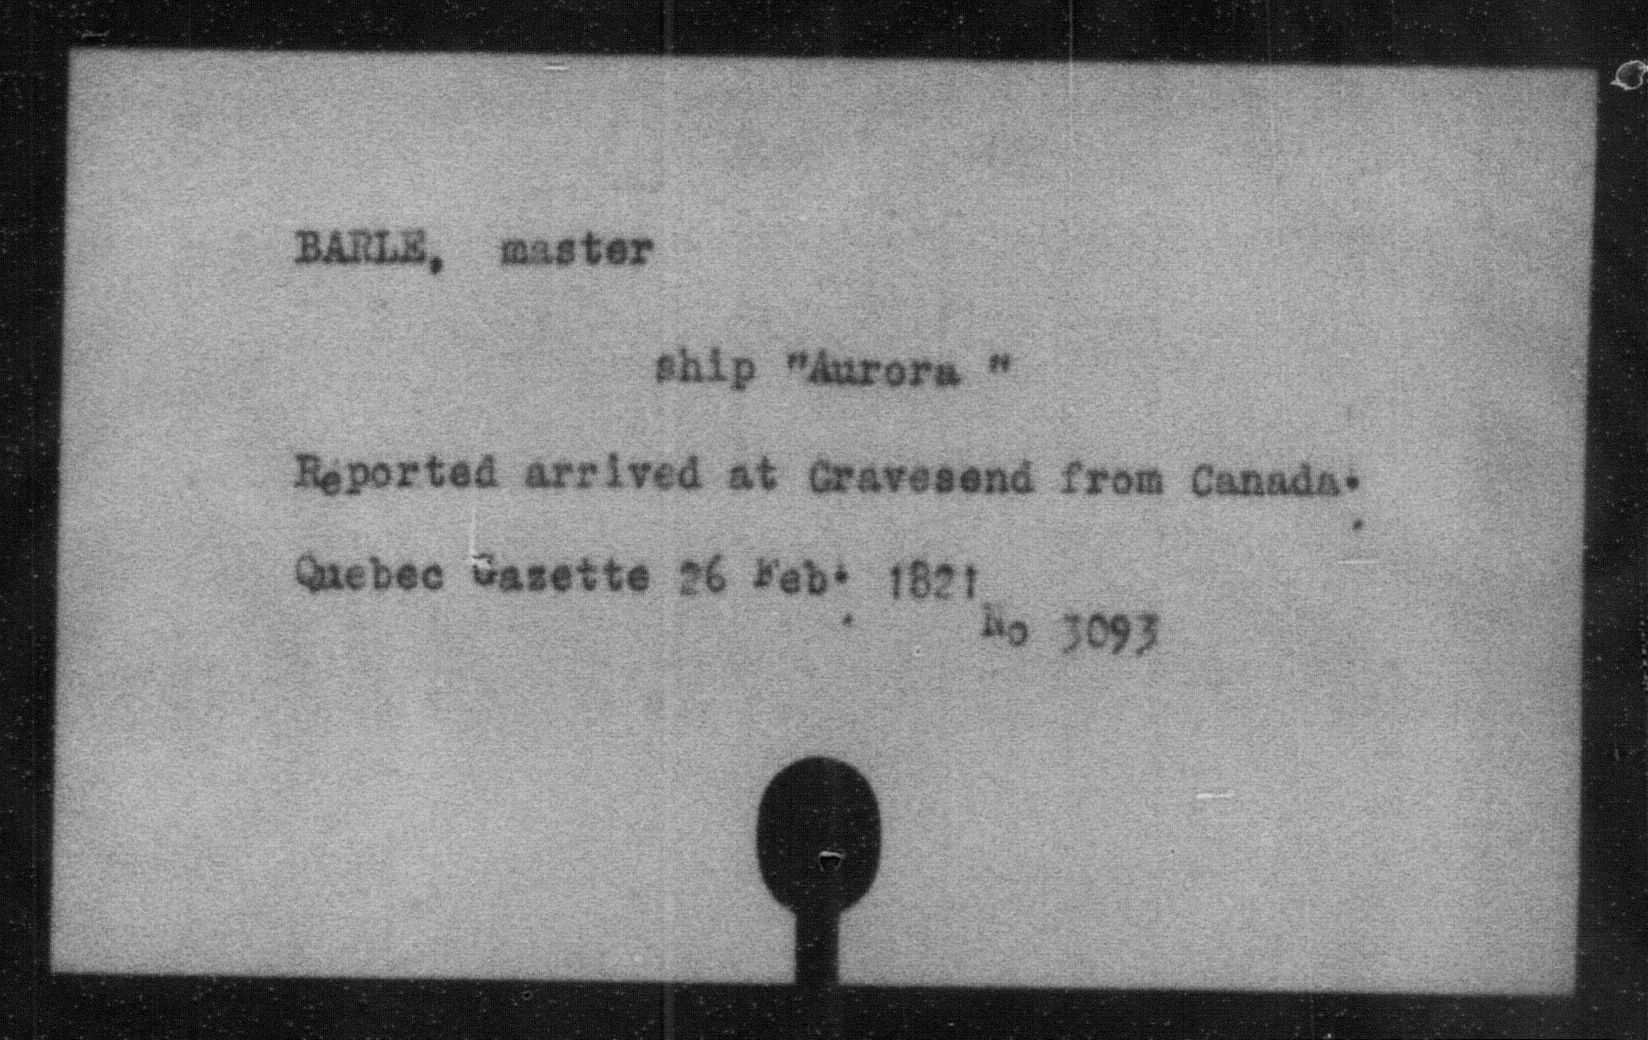 BARLE, master
ship "Aurora "
Reported arrived at Gravesend from Canada.
Quebec Gazette 26 Feb. 1821
No 3093